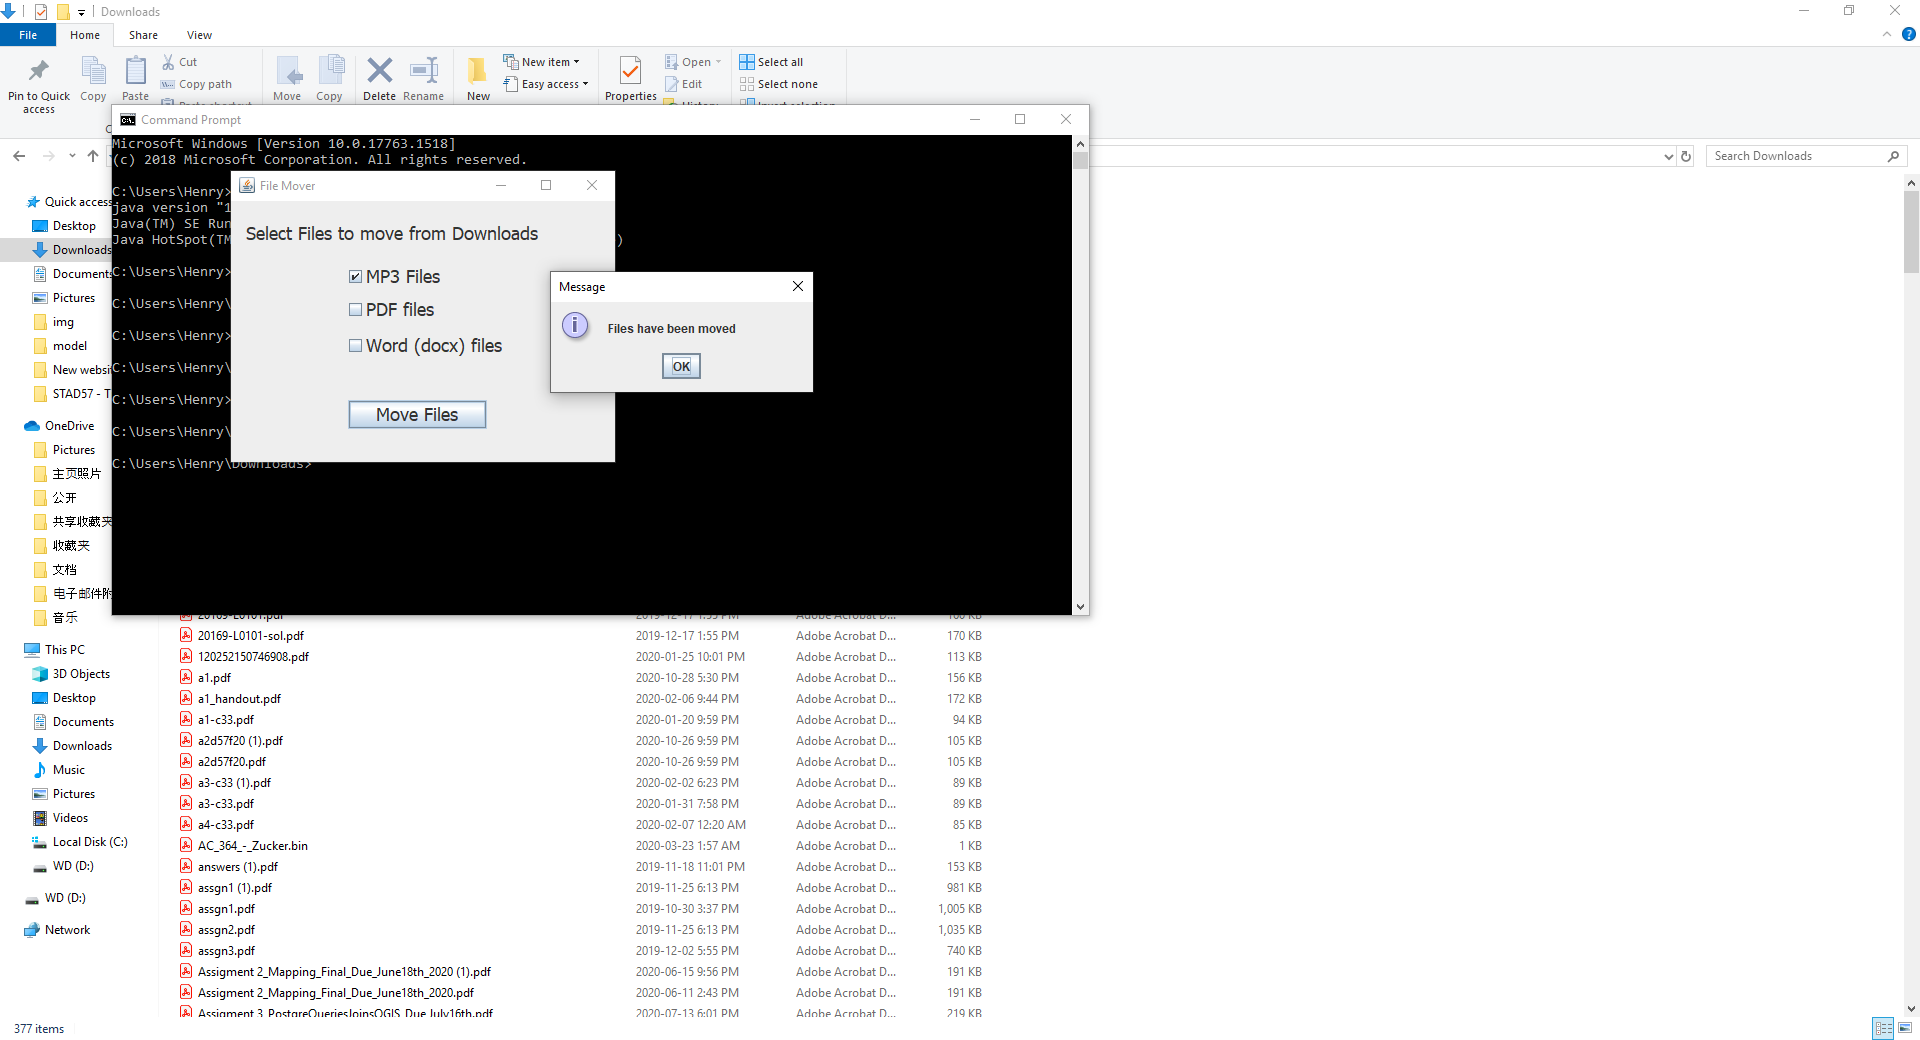 Downloads
File
Home
Share
View
Pin to Quick access
Copy
Paste
Cut
Copy path
Move
Copy
Delete
Rename
New
New item
Easy access
Properties
Open
Edit
History
Select all
Select none
Invert selection
Search Downloads
Command Prompt
Microsoft Windows [Version 10.0.17763.1518]
(c) 2018 Microsoft Corporation. All rights reserved.
C:\Users\Henry>
java version "1
Java(TM) SE Run
Java HotSpot(TM )
C:\Users\Henry>
C:\Users\Henry\
C:\Users\Henry>
C:\Users\Henry\
C:\Users\Henry>
C:\Users\Henry\
C:\Users\Henry\Downloads>
File Mover
Select Files to move from Downloads
MP3 Files
PDF files
Word (docx) files
Move Files
Message
Files have been moved
OK
Quick access
Desktop
Downloads
Documents
Pictures
img
model
New websi
STAD57 - T
OneDrive
Pictures
主页照片
公开
共享收藏夹
收藏夹
文档
电子邮件附
音乐
This PC
3D Objects
Desktop
Documents
Downloads
Music
Pictures
Videos
Local Disk (C:)
WD (D:)
WD (D:)
Network
20169-L0101.pdf 2019-12-17 1:55 PM Adobe Acrobat D...
20169-L0101-sol.pdf 2019-12-17 1:55 PM Adobe Acrobat D... 170 KB
120252150746908.pdf 2020-01-25 10:01 PM Adobe Acrobat D... 113 KB
a1.pdf 2020-10-28 5:30 PM Adobe Acrobat D... 156 KB
a1_handout.pdf 2020-02-06 9:44 PM Adobe Acrobat D... 172 KB
a1-c33.pdf 2020-01-20 9:59 PM Adobe Acrobat D... 94 KB
a2d57f20 (1).pdf 2020-10-26 9:59 PM Adobe Acrobat D... 105 KB
a2d57f20.pdf 2020-10-26 9:59 PM Adobe Acrobat D... 105 KB
a3-c33 (1).pdf 2020-02-02 6:23 PM Adobe Acrobat D... 89 KB
a3-c33.pdf 2020-01-31 7:58 PM Adobe Acrobat D... 89 KB
a4-c33.pdf 2020-02-07 12:20 AM Adobe Acrobat D... 85 KB
AC_364_-_Zucker.bin 2020-03-23 1:57 AM Adobe Acrobat D... 1 KB
answers (1).pdf 2019-11-18 11:01 PM Adobe Acrobat D... 153 KB
assgn1 (1).pdf 2019-11-25 6:13 PM Adobe Acrobat D... 981 KB
assgn1.pdf 2019-10-30 3:37 PM Adobe Acrobat D... 1,005 KB
assgn2.pdf 2019-11-25 6:13 PM Adobe Acrobat D... 1,035 KB
assgn3.pdf 2019-12-02 5:55 PM Adobe Acrobat D... 740 KB
Assigment 2_Mapping_Final_Due_June18th_2020 (1).pdf 2020-06-15 9:56 PM Adobe Acrobat D... 191 KB
Assigment 2_Mapping_Final_Due_June18th_2020.pdf 2020-06-11 2:43 PM Adobe Acrobat D... 191 KB
Assigment 3_PostgreQueriesJoinsQGIS_Due July16th.pdf 2020-07-13 6:01 PM Adobe Acrobat D... 219 KB
377 items